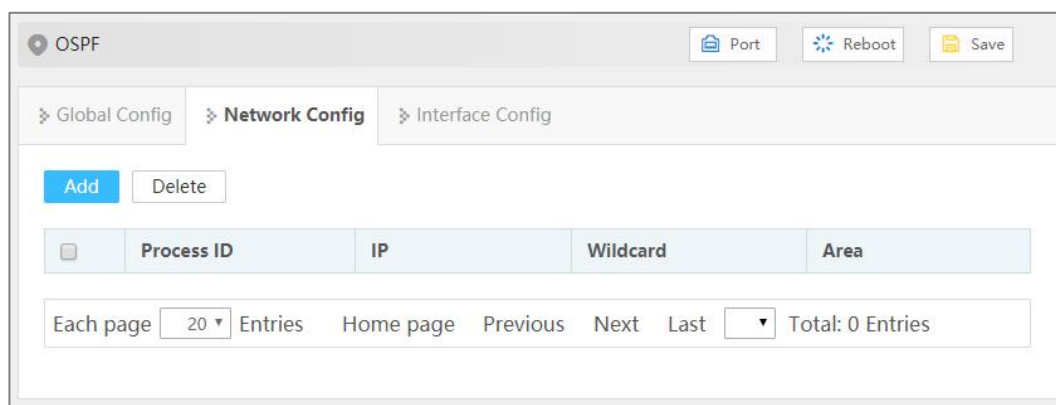 OSPF Port Reboot Save
Global Config Network Config Interface Config
Add Delete
Process ID IP Wildcard Area
Each page 20 Entries Home page Previous Next Last Total: 0 Entries